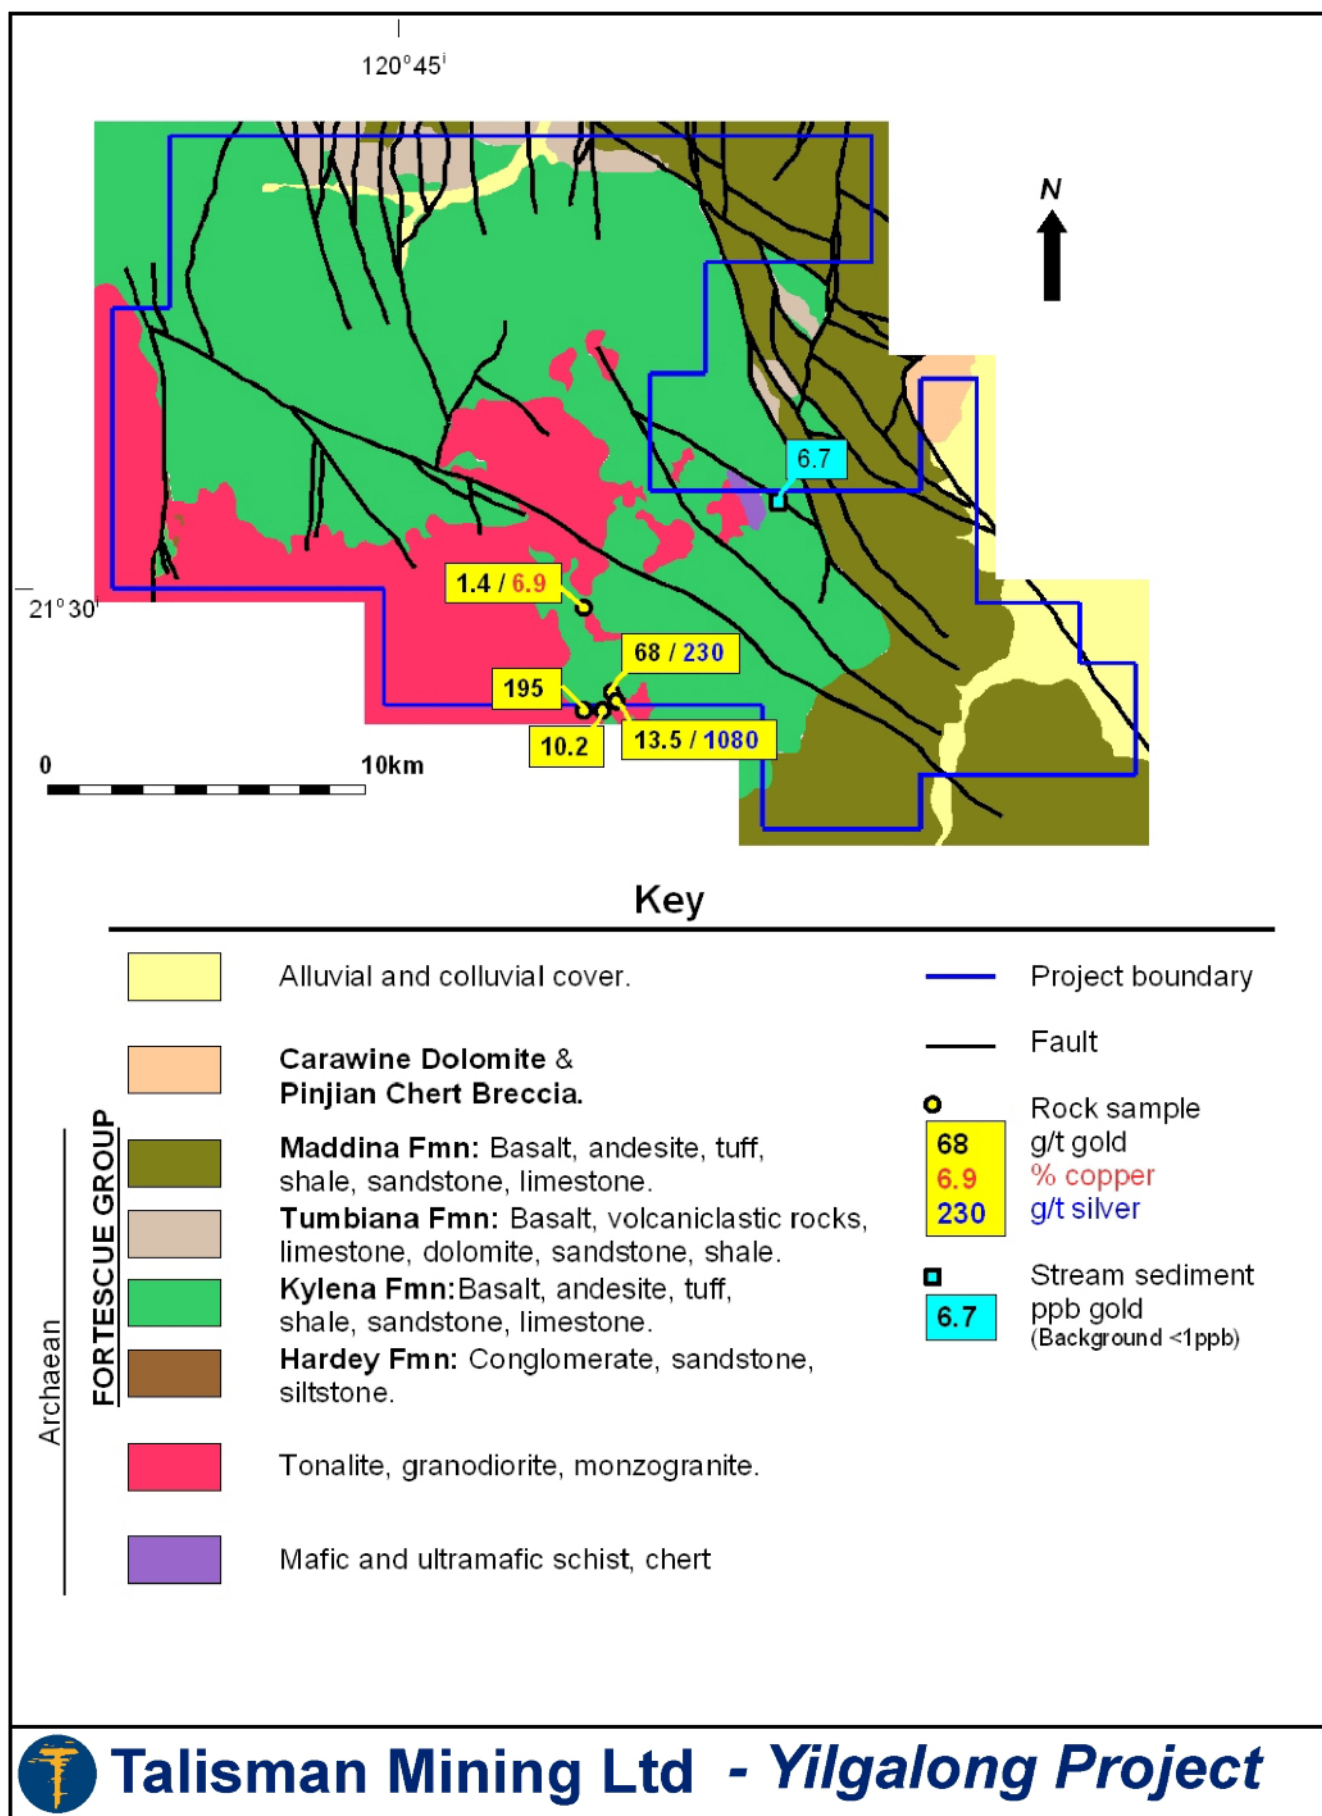 120°45ⁱ
N
6.7
1.4 / 6.9
21°30ⁱ
68 / 230
195
10.2
13.5 / 1080
0
10km
Key
Alluvial and colluvial cover.
Carawine Dolomite &
Pinjian Chert Breccia.
Archaean
FORTESCUE GROUP
Maddina Fmn: Basalt, andesite, tuff,
shale, sandstone, limestone.
Tumbiana Fmn: Basalt, volcaniclastic rocks,
limestone, dolomite, sandstone, shale.
Kylena Fmn:Basalt, andesite, tuff,
shale, sandstone, limestone.
Hardey Fmn: Conglomerate, sandstone,
siltstone.
Tonalite, granodiorite, monzogranite.
Mafic and ultramafic schist, chert
Project boundary
Fault
Rock sample
68 g/t gold
6.9 % copper
230 g/t silver
Stream sediment
6.7 ppb gold
(Background <1ppb)
Talisman Mining Ltd - Yilgalong Project